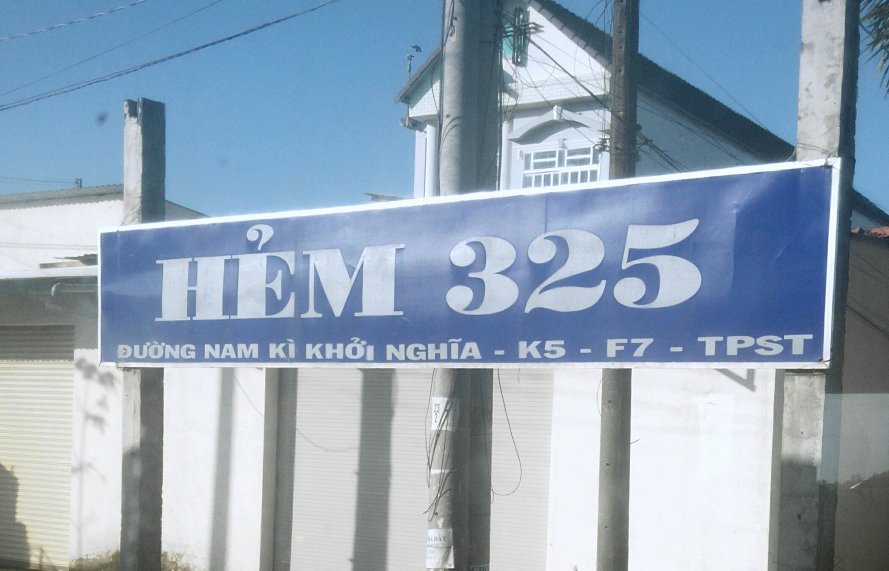 HẺM 325
ĐƯỜNG NAM KÌ KHỞI NGHĨA - K5 - F7 - TPST